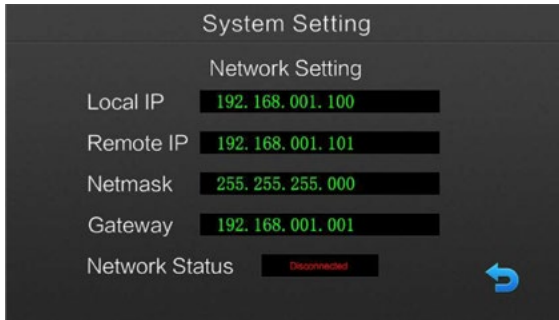 System Setting
Network Setting
Local IP 192. 168. 001. 100
Remote IP 192. 168. 001. 101
Netmask 255. 255. 255. 000
Gateway 192. 168. 001. 001
Network Status Disconnected